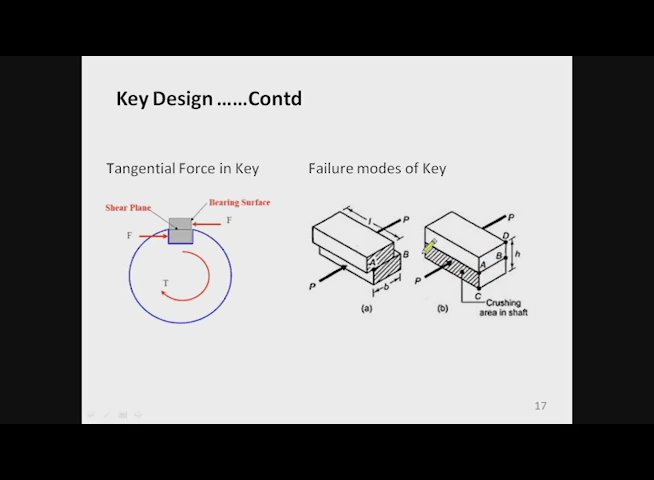 Key Design ......Contd
Tangential Force in Key
Failure modes of Key
Shear Plane
Bearing Surface
F
F
T
l
P
A
B
P
b
(a)
P
D
B
h
A
P
C
Crushing
area in shaft
(b)
17